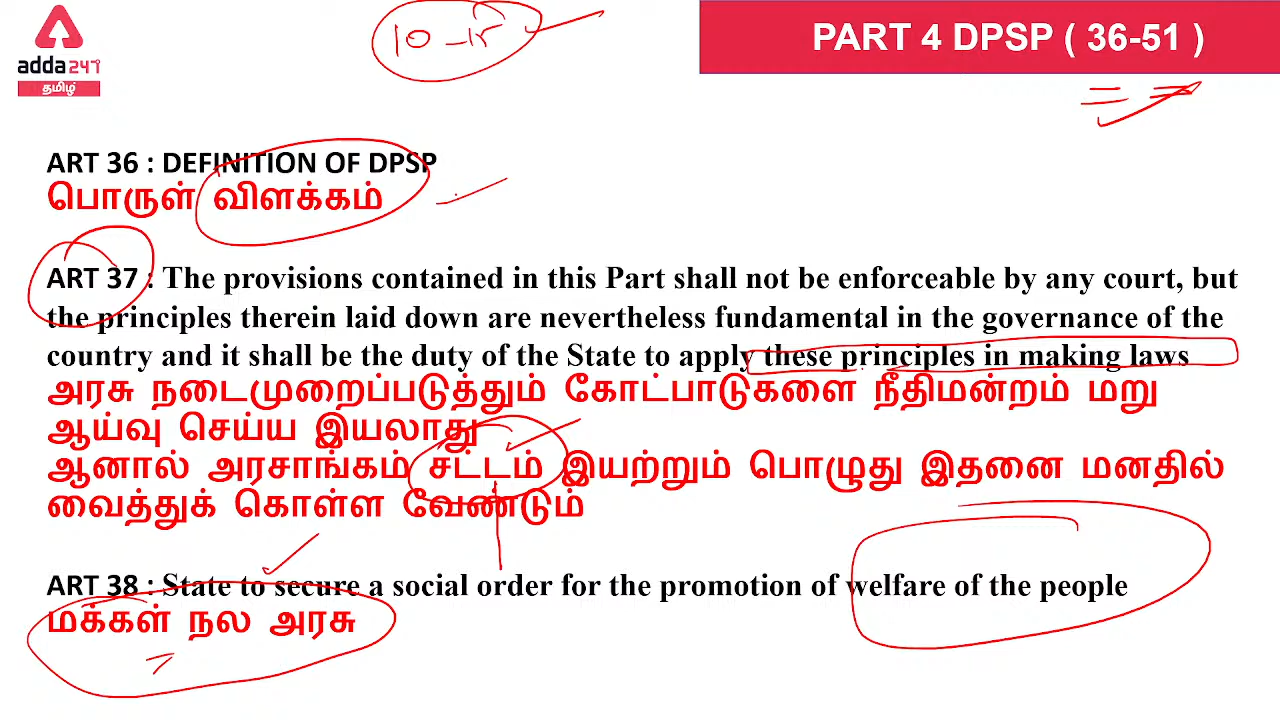 adda247
தமிழ்
10 - 15
PART 4 DPSP ( 36-51 )
ART 36 : DEFINITION OF DPSP
பொருள் விளக்கம்
ART 37 : The provisions contained in this Part shall not be enforceable by any court, but
the principles therein laid down are nevertheless fundamental in the governance of the
country and it shall be the duty of the State to apply these principles in making laws
அரசு நடைமுறைப்படுத்தும் கோட்பாடுகளை நீதிமன்றம் மறு
ஆய்வு செய்ய இயலாது
ஆனால் அரசாங்கம் சட்டம் இயற்றும் பொழுது இதனை மனதில்
வைத்துக் கொள்ள வேண்டும்
ART 38 : State to secure a social order for the promotion of welfare of the people
மக்கள் நல அரசு